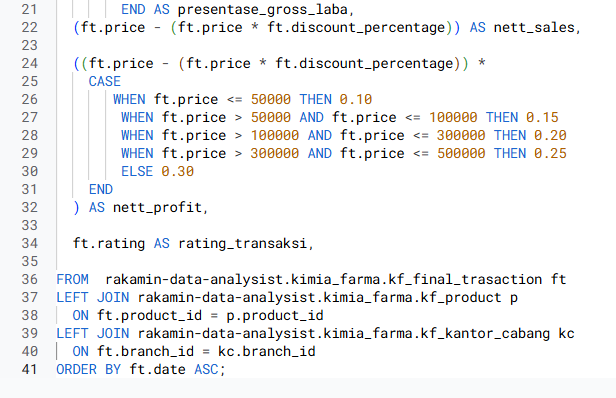 21 END AS presentase_gross_laba,
22 (ft.price - (ft.price * ft.discount_percentage)) AS nett_sales,
23
24 ((ft.price - (ft.price * ft.discount_percentage)) *
25 CASE
26 WHEN ft.price <= 50000 THEN 0.10
27 WHEN ft.price > 50000 AND ft.price <= 100000 THEN 0.15
28 WHEN ft.price > 100000 AND ft.price <= 300000 THEN 0.20
29 WHEN ft.price > 300000 AND ft.price <= 500000 THEN 0.25
30 ELSE 0.30
31 END
32 ) AS nett_profit,
33
34 ft.rating AS rating_transaksi,
35
36 FROM rakamin-data-analysist.kimia_farma.kf_final_trasaction ft
37 LEFT JOIN rakamin-data-analysist.kimia_farma.kf_product p
38 ON ft.product_id = p.product_id
39 LEFT JOIN rakamin-data-analysist.kimia_farma.kf_kantor_cabang kc
40 ON ft.branch_id = kc.branch_id
41 ORDER BY ft.date ASC;